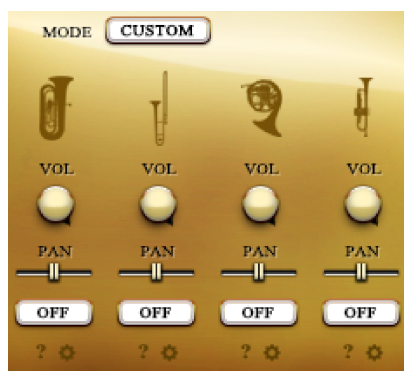 MODE CUSTOM
VOL VOL VOL VOL
PAN PAN PAN PAN
OFF OFF OFF OFF
? ? ? ?